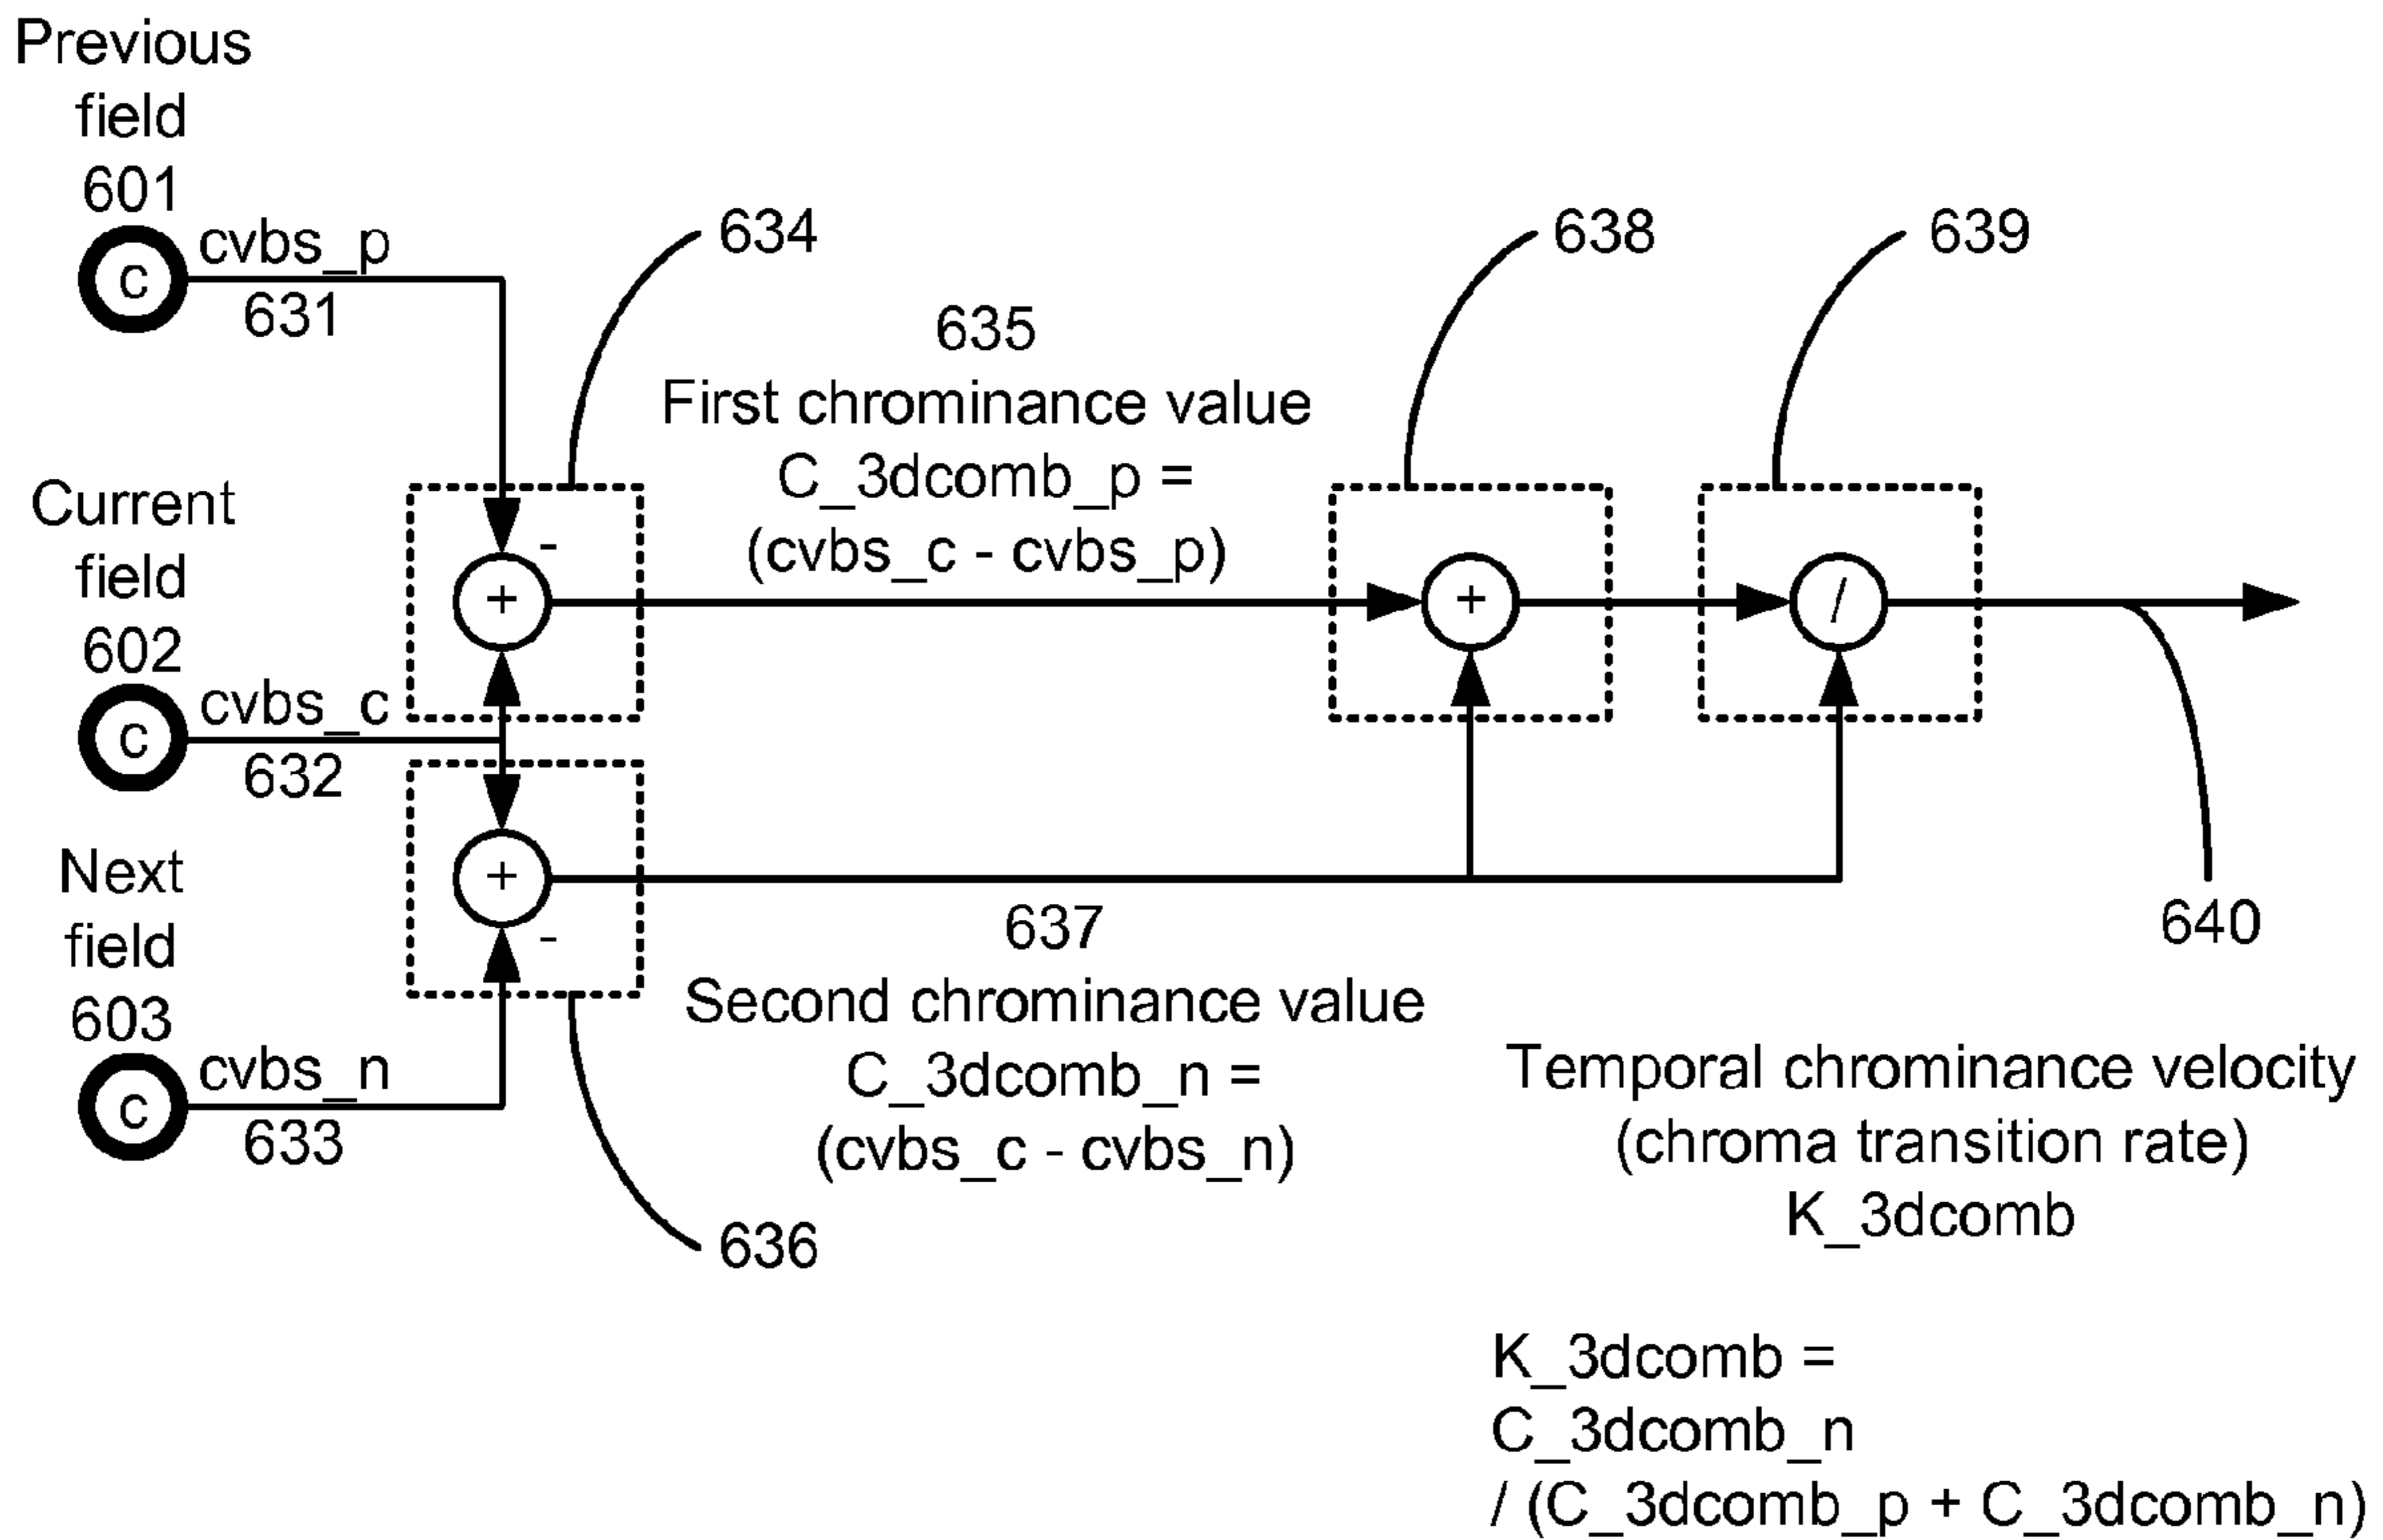 Previous
field
601
c
cvbs_p
631
634
635
First chrominance value
C_3dcomb_p =
(cvbs_c - cvbs_p)
638
639
Current
field
602
c
cvbs_c
632
-
+
+
/
Next
field
603
c
cvbs_n
633
+
-
637
Second chrominance value
C_3dcomb_n =
(cvbs_c - cvbs_n)
636
640
Temporal chrominance velocity
(chroma transition rate)
K_3dcomb
K_3dcomb =
C_3dcomb_n
/ (C_3dcomb_p + C_3dcomb_n)